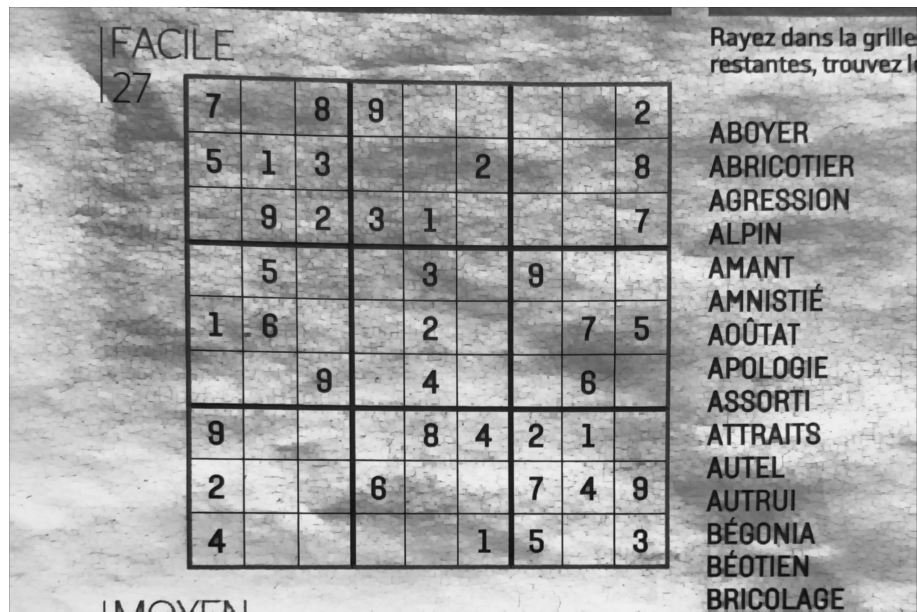 FACILE
27
7 8 9 2
5 1 3 2 8
9 2 3 1 7
5 3 9
1 6 2 7 5
9 4 6
9 8 4 2 1
2 6 7 4 9
4 1 5 3
MOYEN
Rayez dans la grille
restantes, trouvez
ABOYER
ABRICOTIER
AGRESSION
ALPIN
AMANT
AMNISTIÉ
AOÛTAT
APOLOGIE
ASSORTI
ATTRAITS
AUTEL
AUTRUI
BÉGONIA
BÉOTIEN
BRICOLAGE